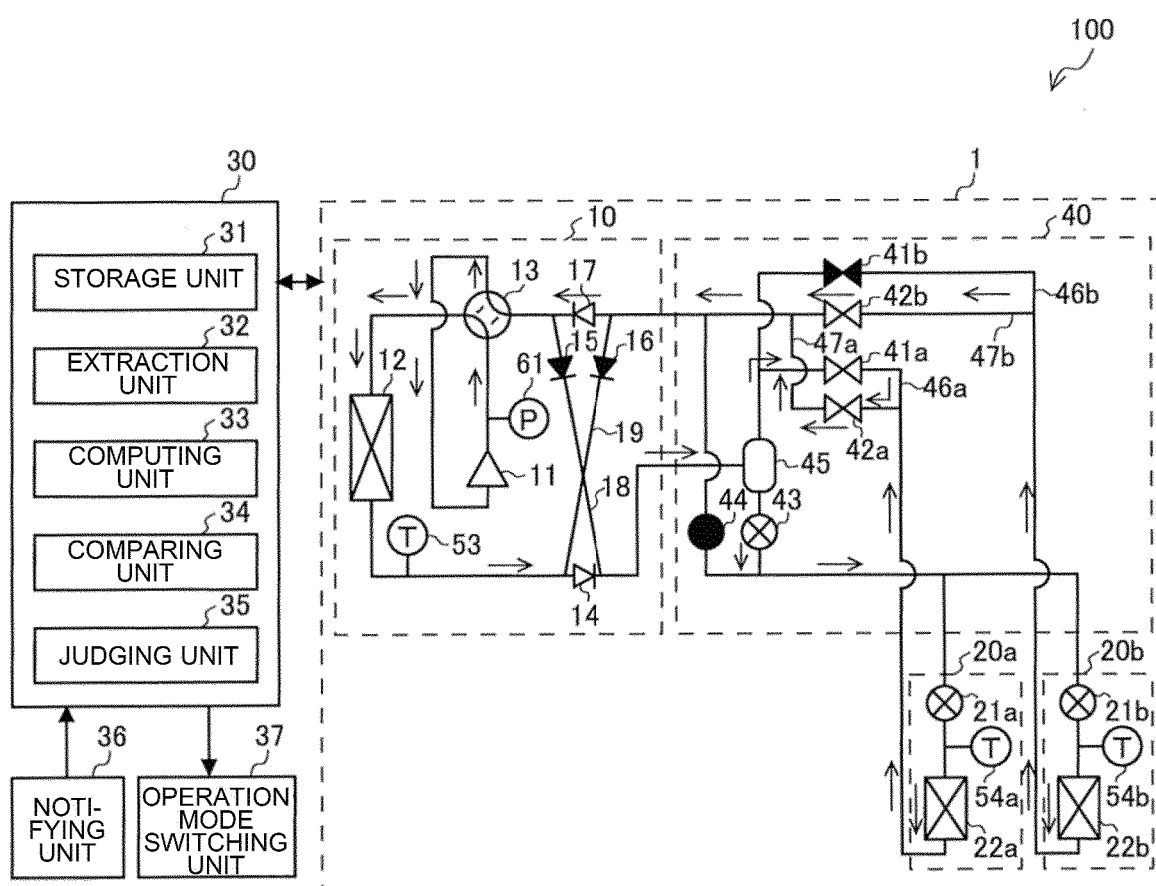 100
30
1
31
STORAGE UNIT
10
40
13
17
41b
42b
46b
32
EXTRACTION
UNIT
12
61
P
15
16
47a
41a
47b
46a
33
COMPUTING
UNIT
19
42a
11
45
18
34
COMPARING
UNIT
T
53
44
43
14
35
JUDGING UNIT
20a
20b
21a
21b
36
37
T
T
NOTI-
FYING
UNIT
OPERATION
MODE
SWITCHING
UNIT
54a
54b
22a
22b